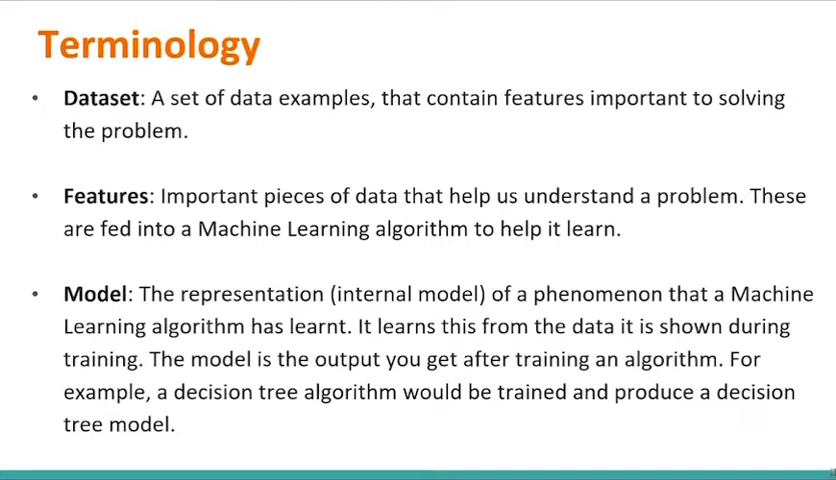 Terminology
• Dataset: A set of data examples, that contain features important to solving
the problem.
• Features: Important pieces of data that help us understand a problem. These
are fed into a Machine Learning algorithm to help it learn.
• Model: The representation (internal model) of a phenomenon that a Machine
Learning algorithm has learnt. It learns this from the data it is shown during
training. The model is the output you get after training an algorithm. For
example, a decision tree algorithm would be trained and produce a decision
tree model.